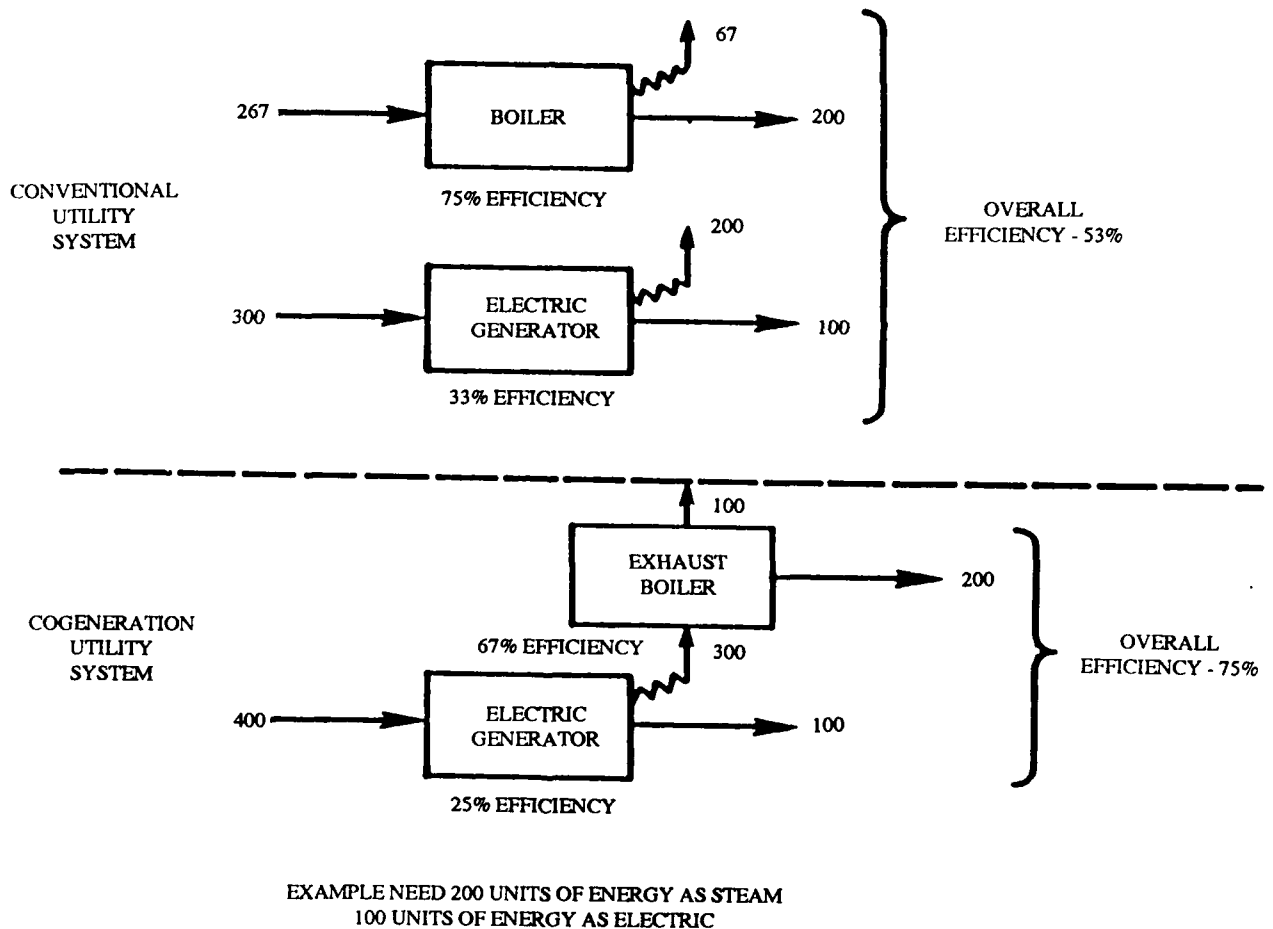 67
267
BOILER
200
75% EFFICIENCY
CONVENTIONAL
UTILITY
SYSTEM
200
300
ELECTRIC
GENERATOR
100
33% EFFICIENCY
OVERALL
EFFICIENCY - 53%
100
EXHAUST
BOILER
200
67% EFFICIENCY
300
COGENERATION
UTILITY
SYSTEM
400
ELECTRIC
GENERATOR
100
25% EFFICIENCY
OVERALL
EFFICIENCY - 75%
EXAMPLE NEED 200 UNITS OF ENERGY AS STEAM
100 UNITS OF ENERGY AS ELECTRIC